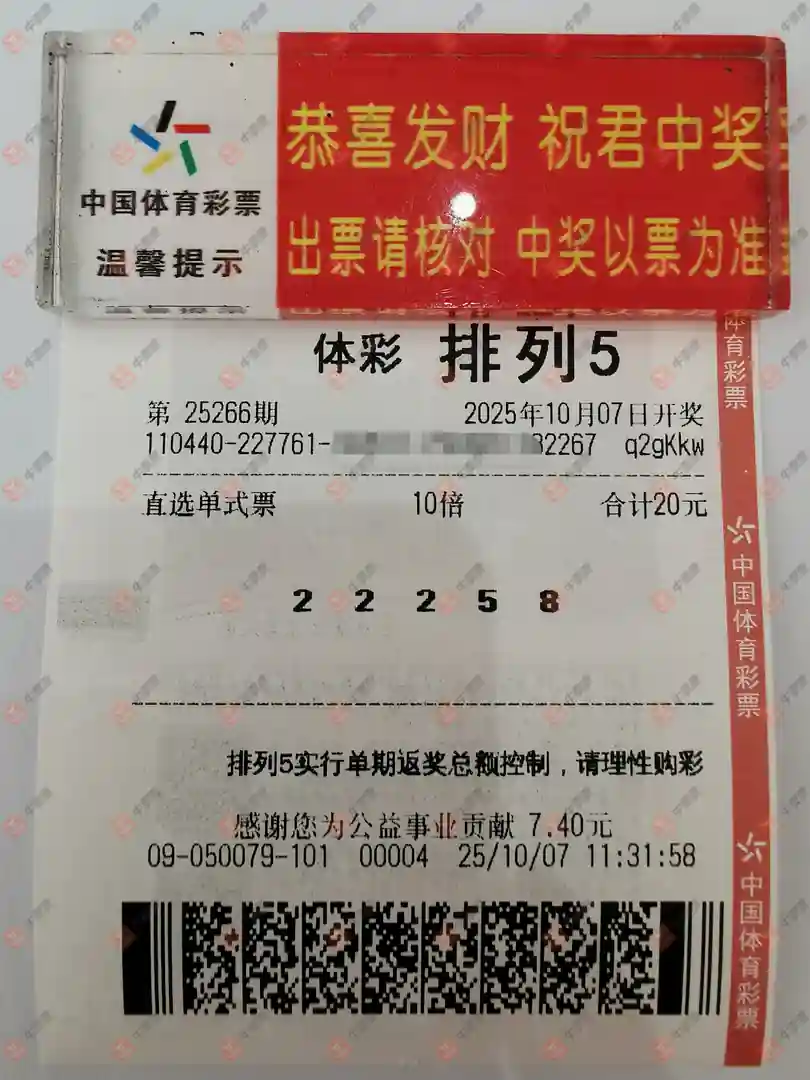 恭喜发财 祝君中奖
中国体育彩票
出票请核对 中奖以票为准
温馨提示
体彩 排列5
第 25266期
2025年10月07日开奖
110440-227761-
32267 q2gKkw
直选单式票
10倍
合计20元
2 2 2 5 8
排列5实行单期返奖总额控制，请理性购彩
感谢您为公益事业贡献 7.40元
09-050079-101 00004 25/10/07 11:31:58
体育彩票
中国体育彩票
中国体育彩票